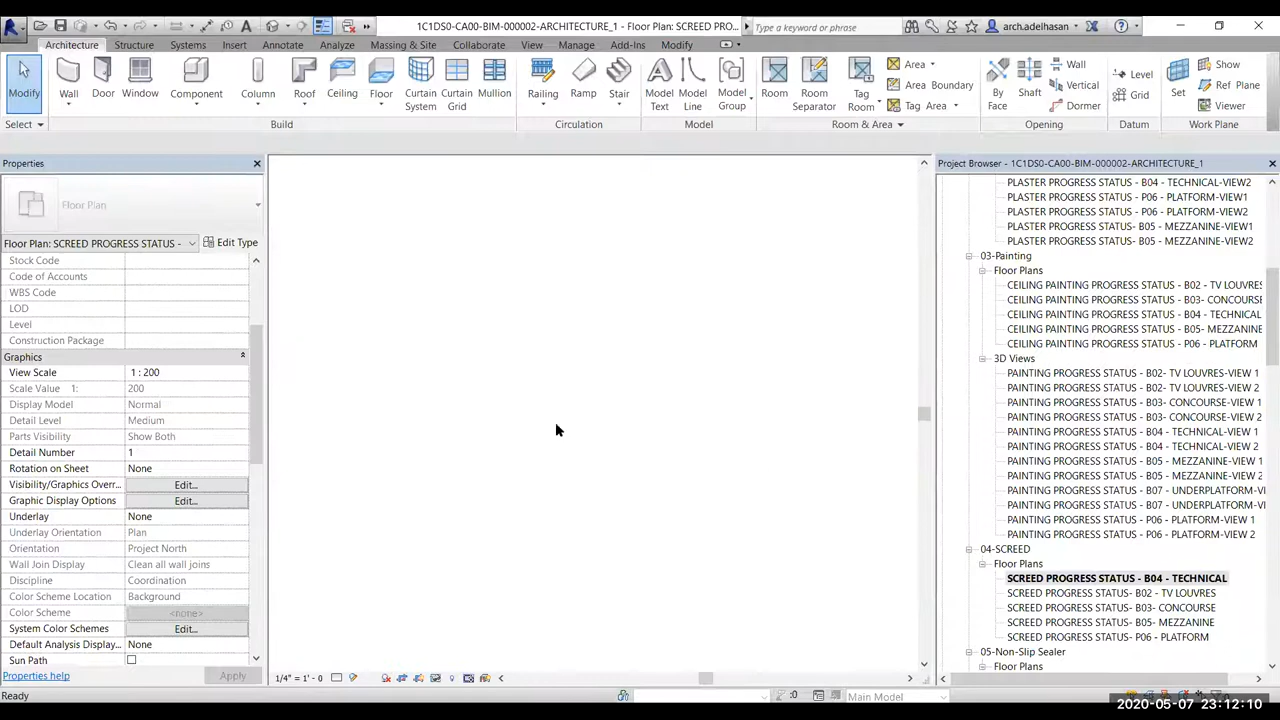 1C1DS0-CA00-BIM-000002-ARCHITECTURE_1 - Floor Plan: SCREED PRO...
Type a keyword or phrase
arch.adelhasan
Architecture Structure Systems Insert Annotate Analyze Massing & Site Collaborate View Manage Add-Ins Modify
Modify Wall Door Window Component Column Roof Ceiling Floor Curtain System Curtain Grid Mullion Railing Ramp Stair Model Text Model Line Model Group Room Room Separator Tag Room
Area
Area Boundary
Tag Area
By Face Shaft
Wall
Vertical
Dormer
Level
Grid
Set
Show
Ref Plane
Viewer
Select Build Circulation Model Room & Area Opening Datum Work Plane
Properties
Floor Plan
Floor Plan: SCREED PROGRESS STATUS - Edit Type
Stock Code
Code of Accounts
WBS Code
LOD
Level
Construction Package
Graphics
View Scale 1 : 200
Scale Value 1: 200
Display Model Normal
Detail Level Medium
Parts Visibility Show Both
Detail Number 1
Rotation on Sheet None
Visibility/Graphics Overr... Edit...
Graphic Display Options Edit...
Underlay None
Underlay Orientation Plan
Orientation Project North
Wall Join Display Clean all wall joins
Discipline Coordination
Color Scheme Location Background
Color Scheme <none>
System Color Schemes Edit...
Default Analysis Display... None
Sun Path
Properties help Apply
Ready
1/4" = 1'- 0
:0
Main Model
Project Browser - 1C1DS0-CA00-BIM-000002-ARCHITECTURE_1
PLASTER PROGRESS STATUS - B04 - TECHNICAL-VIEW2
PLASTER PROGRESS STATUS - P06 - PLATFORM-VIEW1
PLASTER PROGRESS STATUS - P06 - PLATFORM-VIEW2
PLASTER PROGRESS STATUS- B05 - MEZZANINE-VIEW1
PLASTER PROGRESS STATUS- B05 - MEZZANINE-VIEW2
03-Painting
Floor Plans
CEILING PAINTING PROGRESS STATUS - B02 - TV LOUVRES
CEILING PAINTING PROGRESS STATUS - B03- CONCOURSE
CEILING PAINTING PROGRESS STATUS - B04 - TECHNICAL
CEILING PAINTING PROGRESS STATUS - B05- MEZZANINE
CEILING PAINTING PROGRESS STATUS - P06 - PLATFORM
3D Views
PAINTING PROGRESS STATUS - B02- TV LOUVRES-VIEW 1
PAINTING PROGRESS STATUS - B02- TV LOUVRES-VIEW 2
PAINTING PROGRESS STATUS - B03- CONCOURSE-VIEW 1
PAINTING PROGRESS STATUS - B03- CONCOURSE-VIEW 2
PAINTING PROGRESS STATUS - B04 - TECHNICAL-VIEW 1
PAINTING PROGRESS STATUS - B04 - TECHNICAL-VIEW 2
PAINTING PROGRESS STATUS - B05 - MEZZANINE-VIEW 1
PAINTING PROGRESS STATUS - B05 - MEZZANINE-VIEW 2
PAINTING PROGRESS STATUS - B07 - UNDERPLATFORM-VI
PAINTING PROGRESS STATUS - B07 - UNDERPLATFORM-VI
PAINTING PROGRESS STATUS - P06 - PLATFORM-VIEW 1
PAINTING PROGRESS STATUS - P06 - PLATFORM-VIEW 2
04-SCREED
Floor Plans
SCREED PROGRESS STATUS - B04 - TECHNICAL
SCREED PROGRESS STATUS- B02 - TV LOUVRES
SCREED PROGRESS STATUS- B03- CONCOURSE
SCREED PROGRESS STATUS- B05- MEZZANINE
SCREED PROGRESS STATUS- P06 - PLATFORM
05-Non-Slip Sealer
Floor Plans
2020-05-07 23:12:10